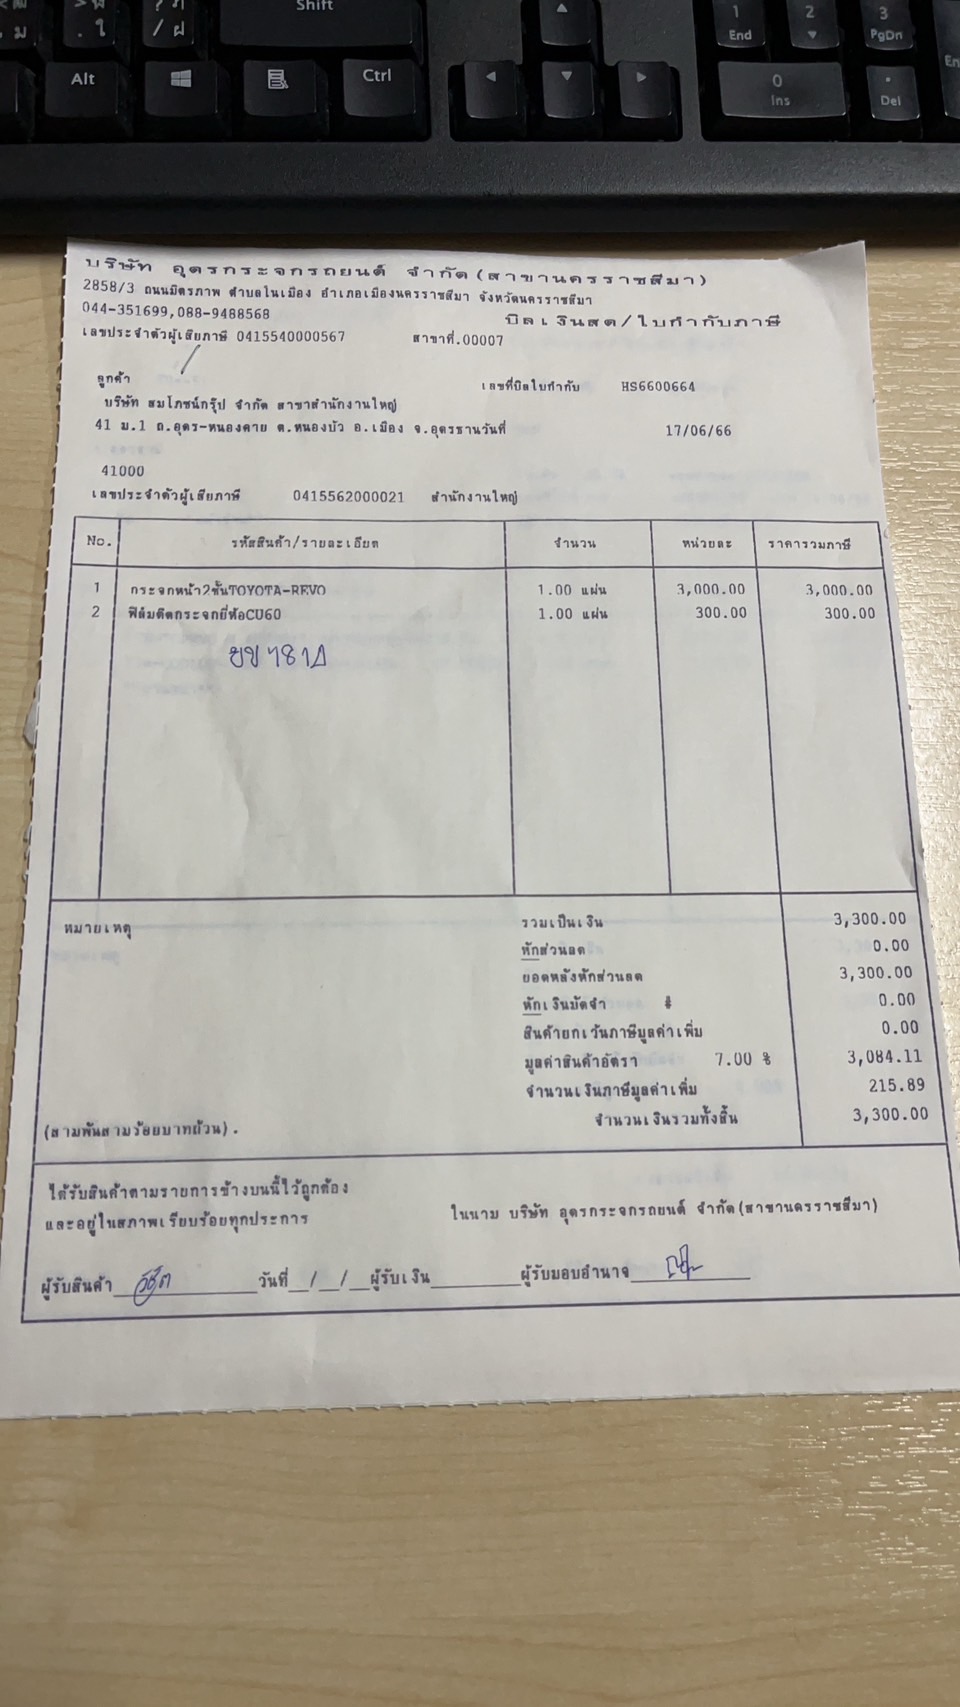 Shift
Alt
Ctrl
1
End
2
3
PgDn
0
Ins
.
Del
บริษัท อุดรกระจกรถยนต์ จำกัด(สาขานครราชสีมา)
2858/3 ถนนมิตรภาพ ตำบลในเมือง อำเภอเมืองนครราชสีมา จังหวัดนครราชสีมา
044-351699,088-9488568
บิลเงินสด/ใบกำกับภาษี
เลขประจำตัวผู้เสียภาษี 0415540000567 สาขาที่.00007
ลูกค้า เลขที่บิลใบกำกับ HS6600664
บริษัท สมโภชน์กรุ๊ป จำกัด สาขาสำนักงานใหญ่
41 ม.1 ถ.อุดร-หนองคาย ต.หนองบัว อ.เมือง จ.อุดรธานวันที่ 17/06/66
41000
เลขประจำตัวผู้เสียภาษี 0415562000021 สำนักงานใหญ่
No. รหัสสินค้า/รายละเอียด จำนวน หน่วยละ ราคารวมภาษี
1 กระจกหน้า2ชั้นTOYOTA-REVO 1.00 แผ่น 3,000.00 3,000.00
2 ฟิล์มติดกระจกยี่ห้อCU60 1.00 แผ่น 300.00 300.00
หมายเหตุ
รวมเป็นเงิน 3,300.00
หักส่วนลด 0.00
ยอดหลังหักส่วนลด 3,300.00
หักเงินมัดจำ 0.00
สินค้ายกเว้นภาษีมูลค่าเพิ่ม 0.00
มูลค่าสินค้าอัตรา 7.00 % 3,084.11
จำนวนเงินภาษีมูลค่าเพิ่ม 215.89
(สามพันสามร้อยบาทถ้วน). จำนวนเงินรวมทั้งสิ้น 3,300.00
ได้รับสินค้าตามรายการข้างบนนี้ไว้ถูกต้อง
และอยู่ในสภาพเรียบร้อยทุกประการ ในนาม บริษัท อุดรกระจกรถยนต์ จำกัด(สาขานครราชสีมา)
ผู้รับสินค้า วันที่__/__/__ผู้รับเงิน ผู้รับมอบอำนาจ